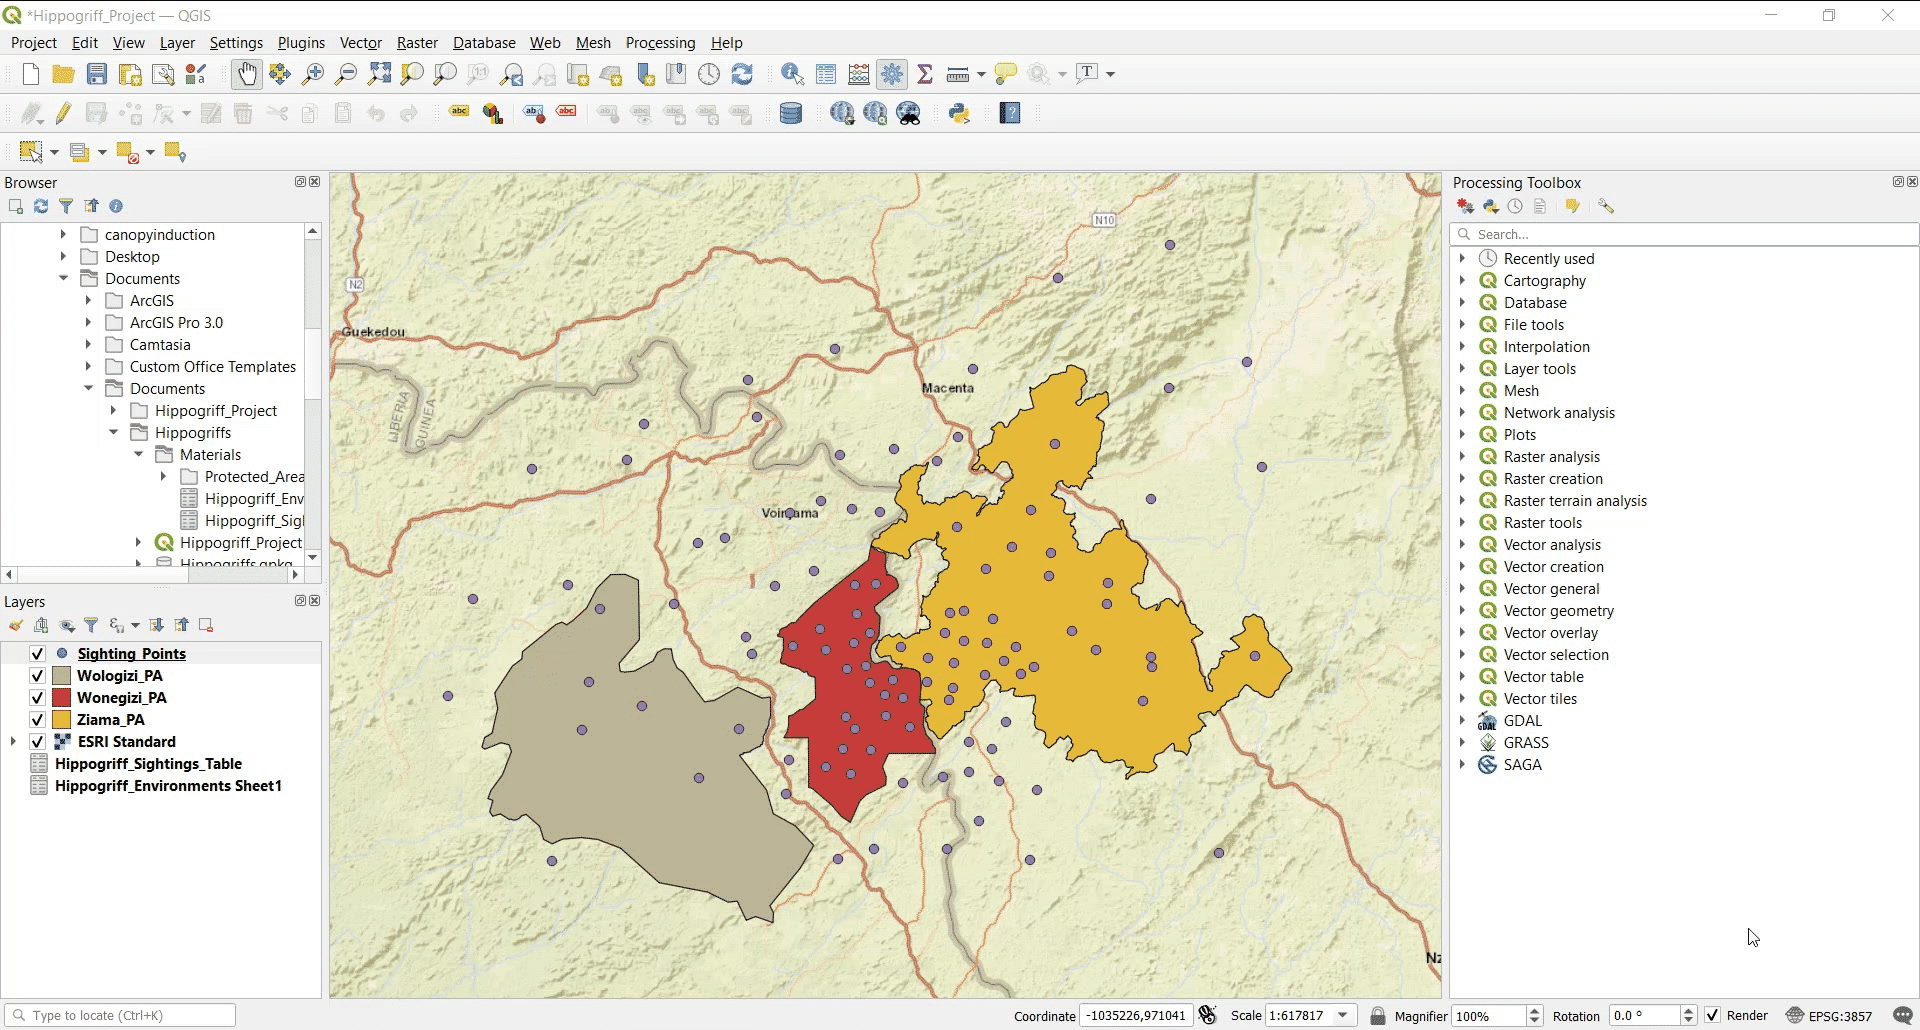 *Hippogriff_Project — QGIS
Project Edit View Layer Settings Plugins Vector Raster Database Web Mesh Processing Help
Browser
canopyinduction
Desktop
Documents
ArcGIS
ArcGIS Pro 3.0
Camtasia
Custom Office Templates
Documents
Hippogriff_Project
Hippogriffs
Materials
Protected_Area
Hippogriff_Env
Hippogriff_Sig
Hippogriff_Project
Hippogriffs.gpkg
Layers
Sighting_Points
Wologizi_PA
Wonegizi_PA
Ziama_PA
ESRI Standard
Hippogriff_Sightings_Table
Hippogriff_Environments Sheet1
N10
N2
Guekedou
Macenta
LIBERIA
GUINEA
Voinjama
Nz
Processing Toolbox
Search...
Recently used
Cartography
Database
File tools
Interpolation
Layer tools
Mesh
Network analysis
Plots
Raster analysis
Raster creation
Raster terrain analysis
Raster tools
Vector analysis
Vector creation
Vector general
Vector geometry
Vector overlay
Vector selection
Vector table
Vector tiles
GDAL
GRASS
SAGA
Type to locate (Ctrl+K)
Coordinate -1035226,971041 Scale 1:617817 Magnifier 100% Rotation 0.0 ° Render EPSG:3857